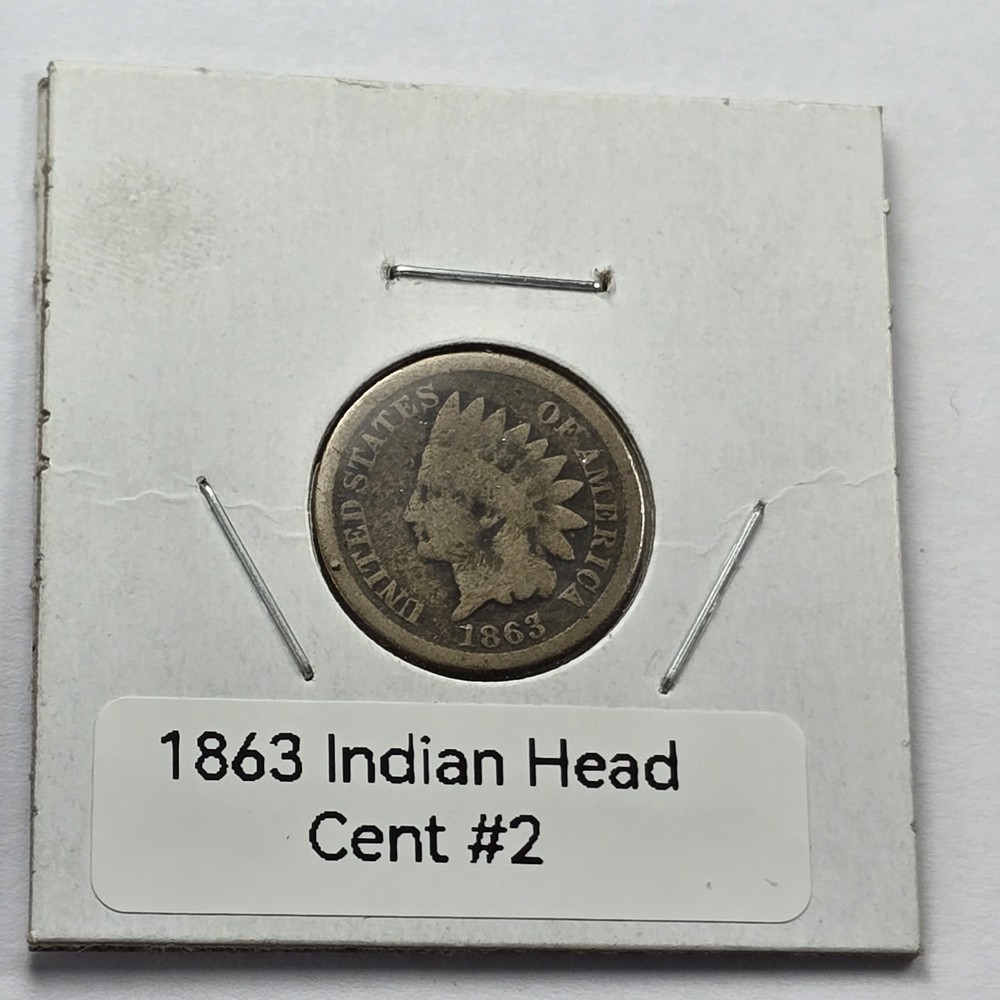 UNITED STATES OF AMERICA
1863
1863 Indian Head
Cent #2